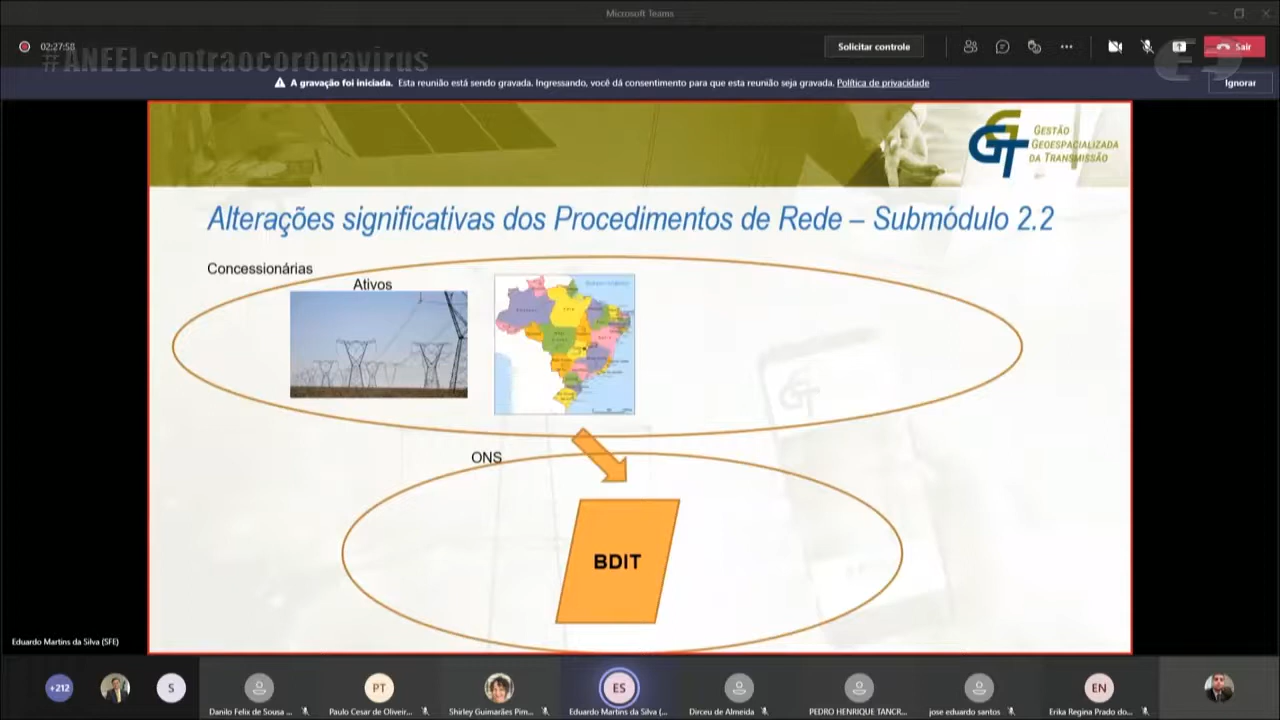 Microsoft Teams
02:27:58
#ANEELcontraocoronavirus
Solicitar controle
Sair
A gravação foi iniciada. Esta reunião está sendo gravada. Ingressando, você dá consentimento para que esta reunião seja gravada. Política de privacidade
Ignorar
GGT
GESTÃO
GEOESPACIALIZADA
DA TRANSMISSÃO
Alterações significativas dos Procedimentos de Rede – Submódulo 2.2
Concessionárias
Ativos
ONS
BDIT
Eduardo Martins da Silva (SFE)
+212
S
PT
ES
EN
Danilo Felix de Sousa ...
Paulo Cesar de Oliveir...
Shirley Guimarães Pim...
Eduardo Martins da Silva (...
Dirceu de Almeida
PEDRO HENRIQUE TANCR...
jose eduardo santos
Erika Regina Prado do...